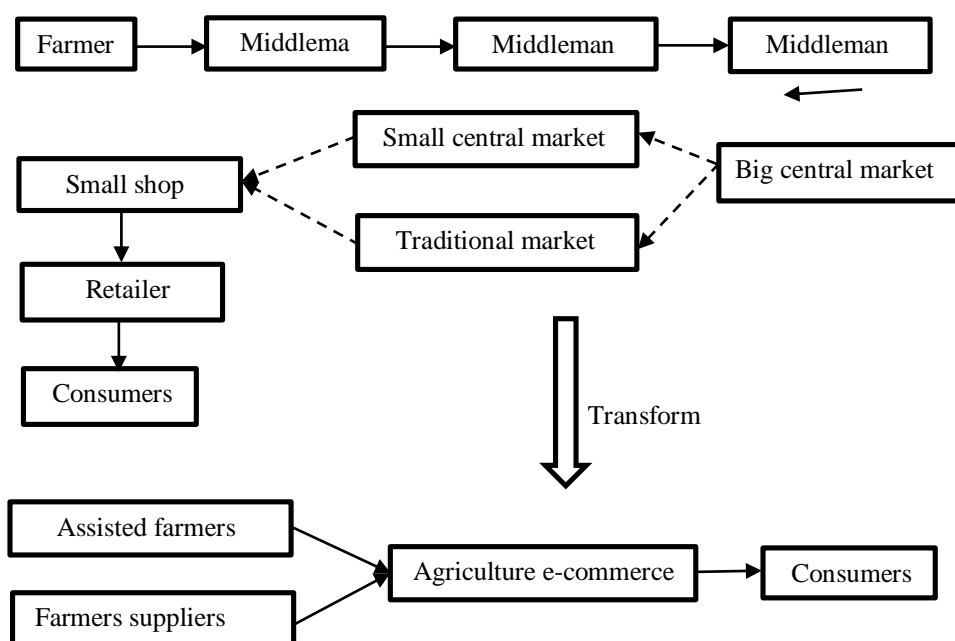 Farmer
Middlema
Middleman
Middleman
Small central market
Big central market
Small shop
Traditional market
Retailer
Consumers
Transform
Assisted farmers
Agriculture e-commerce
Consumers
Farmers suppliers